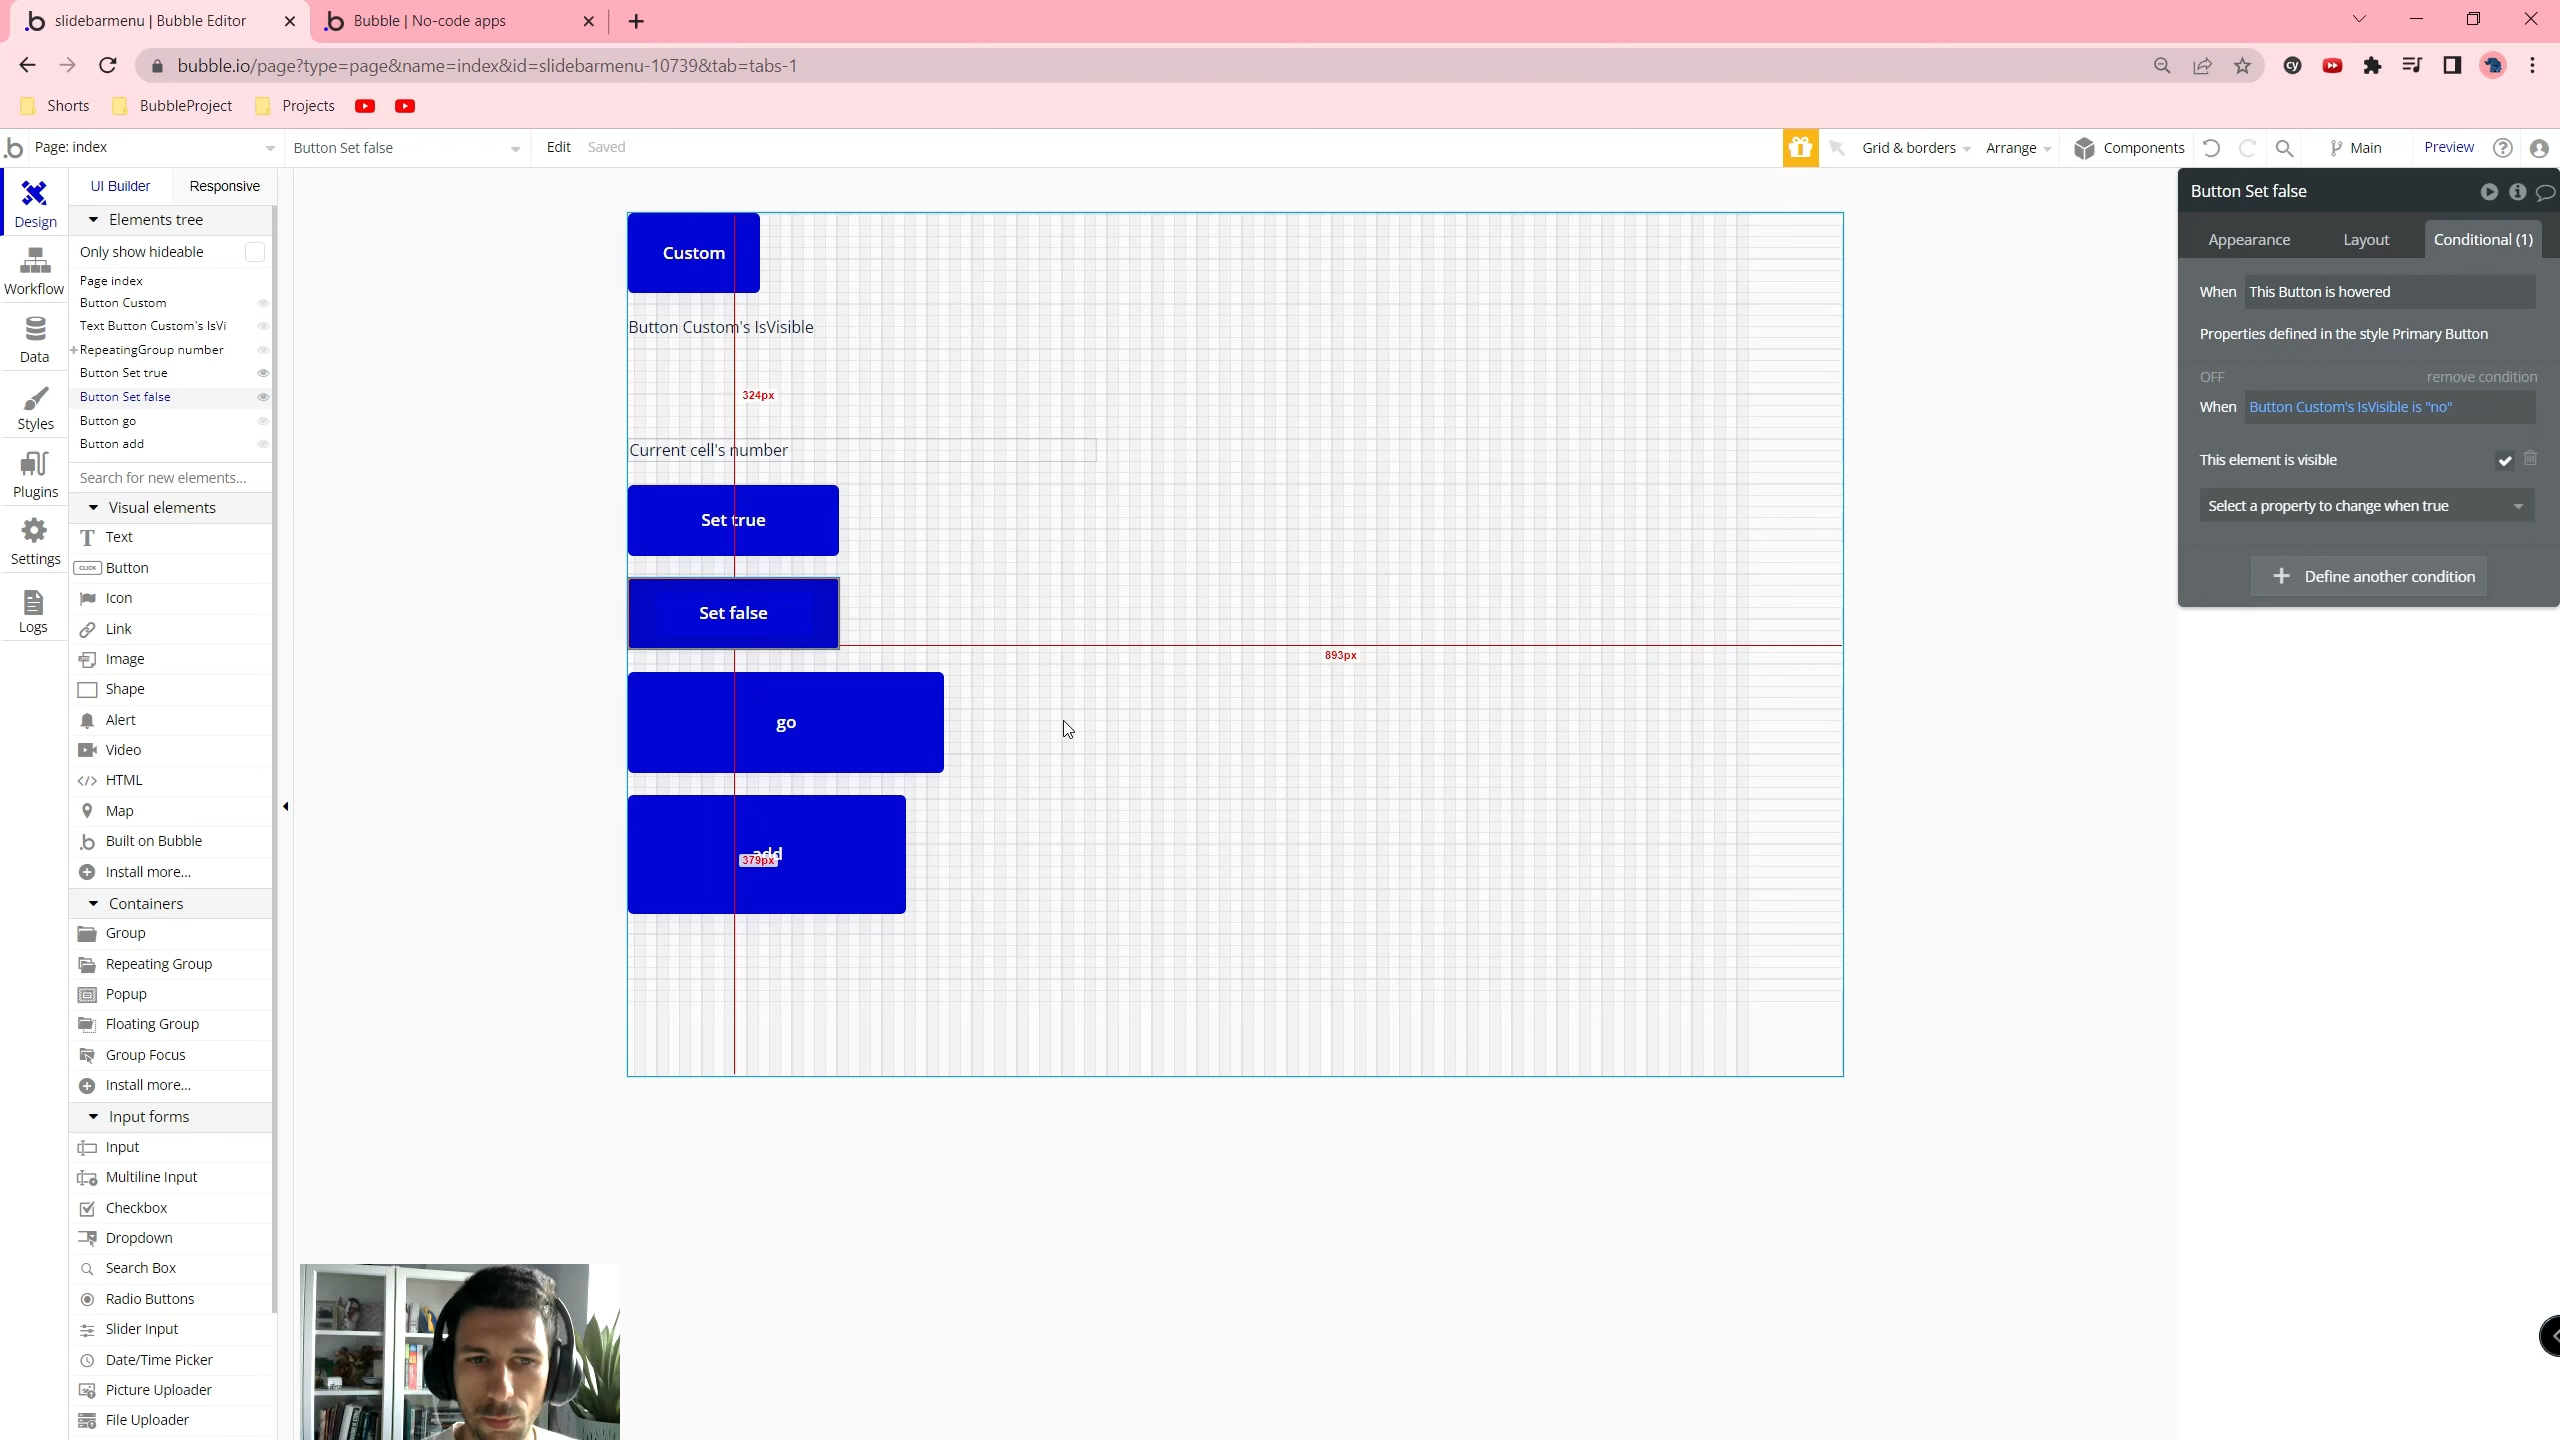 slidebarmenu | Bubble Editor
Bubble | No-code apps
bubble.io/page?type=page&name=index&id=slidebarmenu-10739&tab=tabs-1
Shorts
BubbleProject
Projects
Page: index
Button Set false
Edit
Saved
Grid & borders
Arrange
Components
Main
Preview
Design
Workflow
Data
Styles
Plugins
Settings
Logs
UI Builder
Responsive
Elements tree
Only show hideable
Page index
Button Custom
Text Button Custom's IsVi
RepeatingGroup number
Button Set true
Button Set false
Button go
Button add
Search for new elements...
Visual elements
Text
CLICK
Button
Icon
Link
Image
Shape
Alert
Video
HTML
Map
Built on Bubble
Install more...
Containers
Group
Repeating Group
Popup
Floating Group
Group Focus
Install more...
Input forms
Input
Multiline Input
Checkbox
Dropdown
Search Box
Radio Buttons
Slider Input
Date/Time Picker
Picture Uploader
File Uploader
Custom
Button Custom's IsVisible
324px
Current cell's number
Set true
Set false
893px
go
add
379px
Button Set false
Appearance
Layout
Conditional (1)
When This Button is hovered
Properties defined in the style Primary Button
OFF
remove condition
When Button Custom's IsVisible is "no"
This element is visible
Select a property to change when true
Define another condition